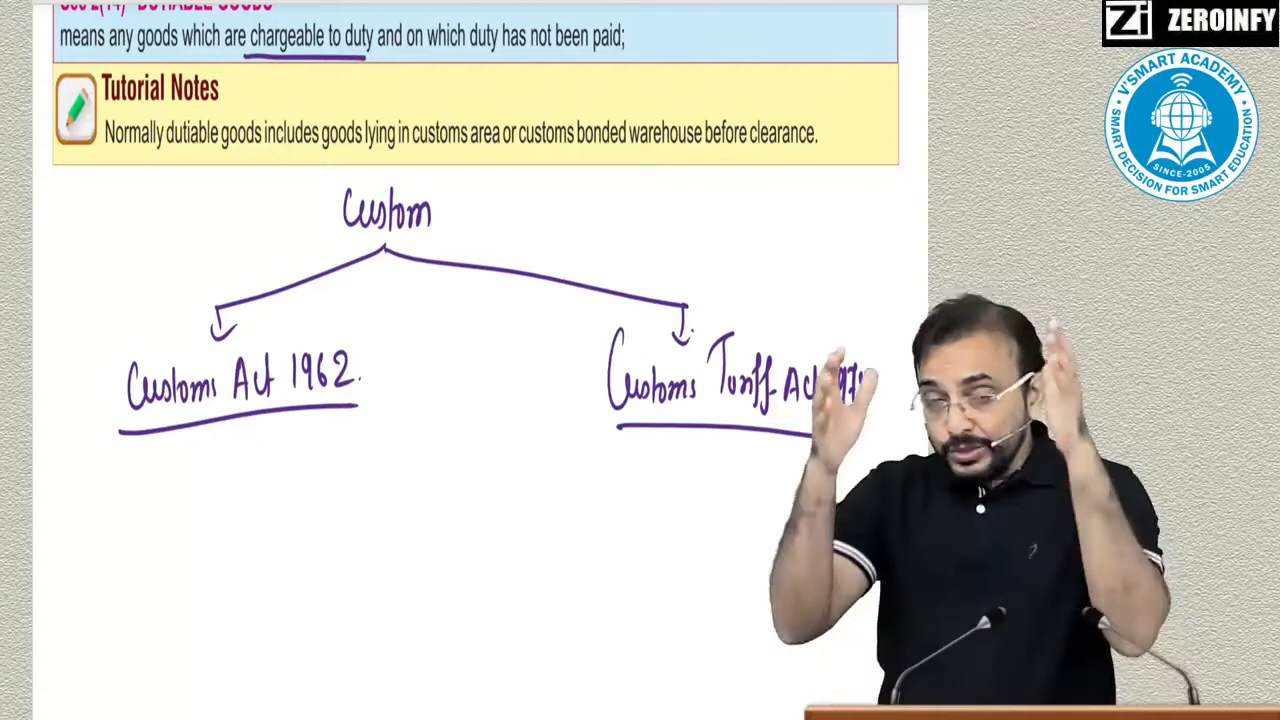 means any goods which are chargeable to duty and on which duty has not been paid;
Tutorial Notes
Normally dutiable goods includes goods lying in customs area or customs bonded warehouse before clearance.
Custom
Customs Act 1962.
Customs Tariff Act
Zi ZEROINFY
V'SMART ACADEMY
SINCE-2005
SMART DECISION FOR SMART EDUCATION